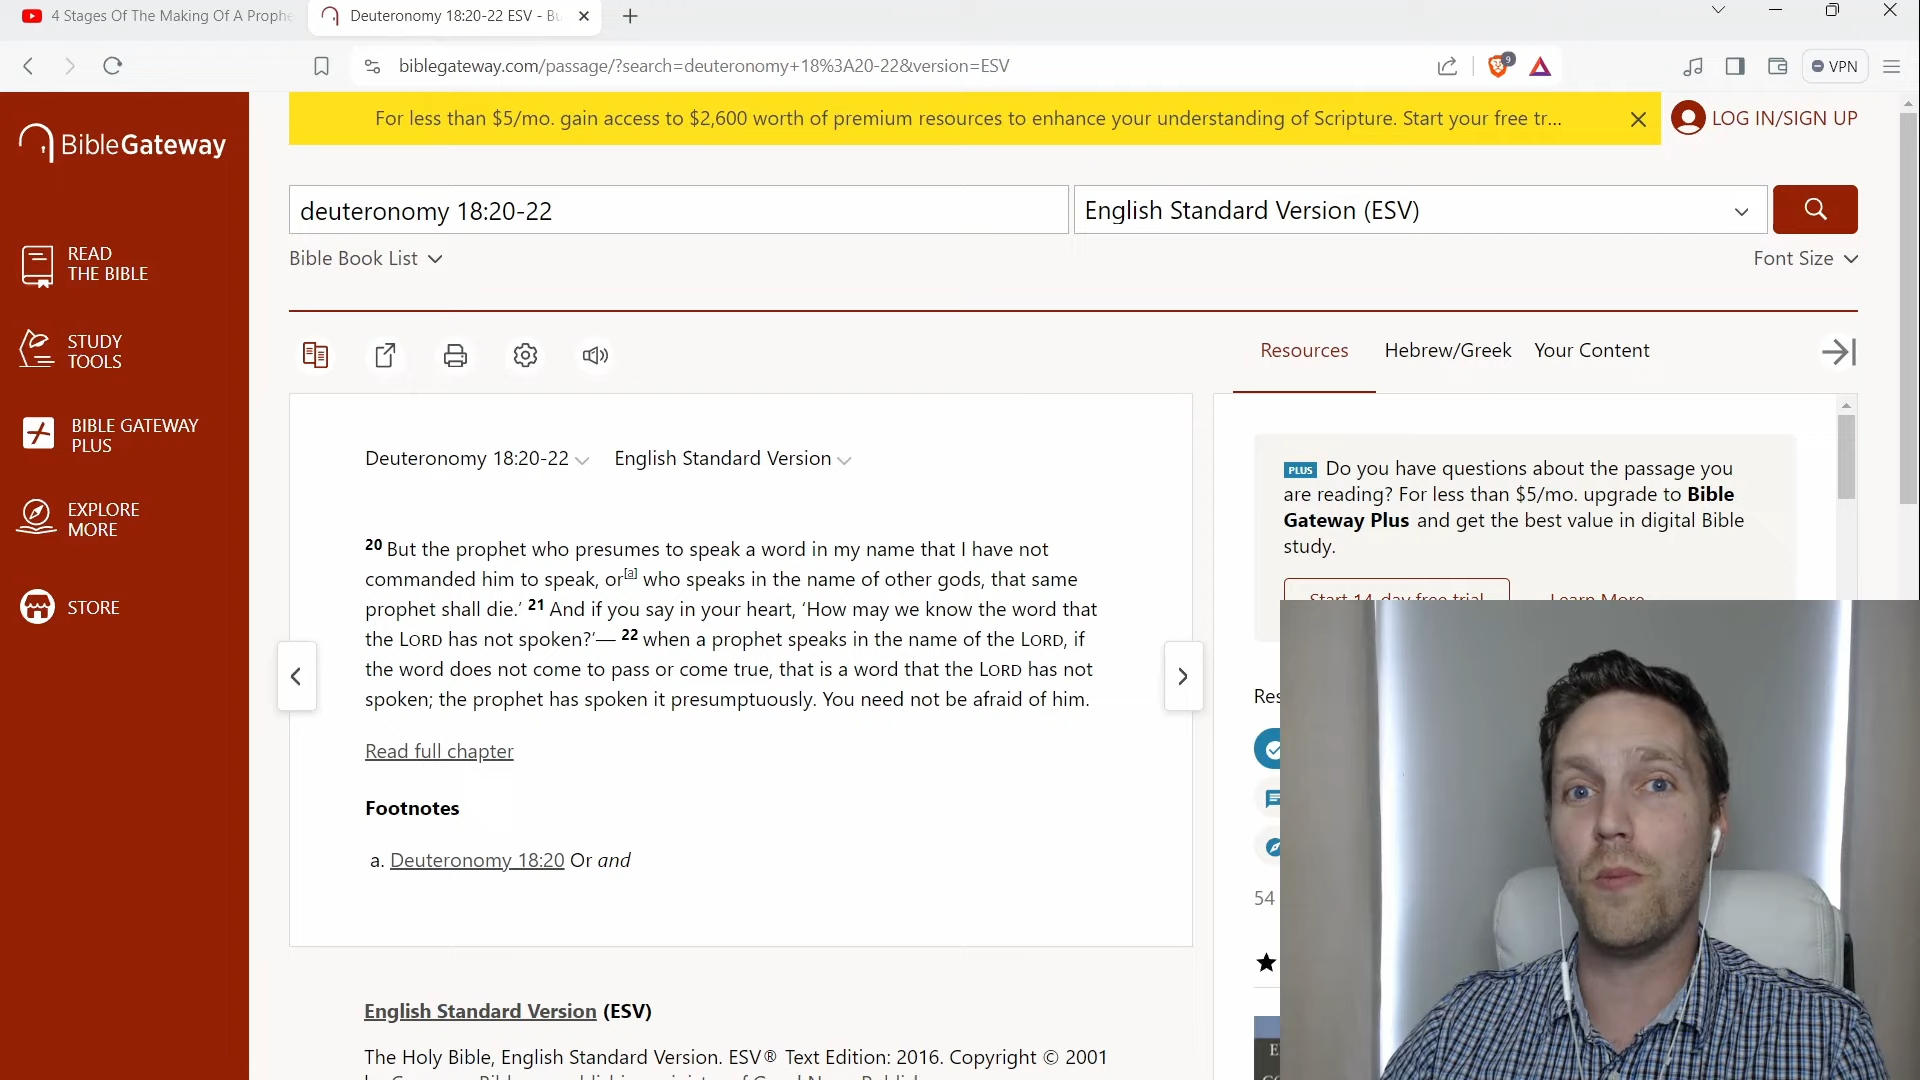 4 Stages Of The Making Of A Prophe
Deuteronomy 18:20-22 ESV - Bu
biblegateway.com/passage/?search=deuteronomy+18%3A20-22&version=ESV
9
VPN
BibleGateway
For less than $5/mo. gain access to $2,600 worth of premium resources to enhance your understanding of Scripture. Start your free tr...
LOG IN/SIGN UP
deuteronomy 18:20-22
English Standard Version (ESV)
Bible Book List
Font Size
READ
THE BIBLE
STUDY
TOOLS
BIBLE GATEWAY
PLUS
EXPLORE
MORE
STORE
Resources
Hebrew/Greek
Your Content
Deuteronomy 18:20-22
English Standard Version
20 But the prophet who presumes to speak a word in my name that I have not
commanded him to speak, or[a] who speaks in the name of other gods, that same
prophet shall die.’ 21 And if you say in your heart, ‘How may we know the word that
the LORD has not spoken?’— 22 when a prophet speaks in the name of the LORD, if
the word does not come to pass or come true, that is a word that the LORD has not
spoken; the prophet has spoken it presumptuously. You need not be afraid of him.
Read full chapter
Footnotes
a. Deuteronomy 18:20 Or and
English Standard Version (ESV)
The Holy Bible, English Standard Version. ESV® Text Edition: 2016. Copyright © 2001
PLUS Do you have questions about the passage you
are reading? For less than $5/mo. upgrade to Bible
Gateway Plus and get the best value in digital Bible
study.
Start 14-day free trial
Learn More
Res
54